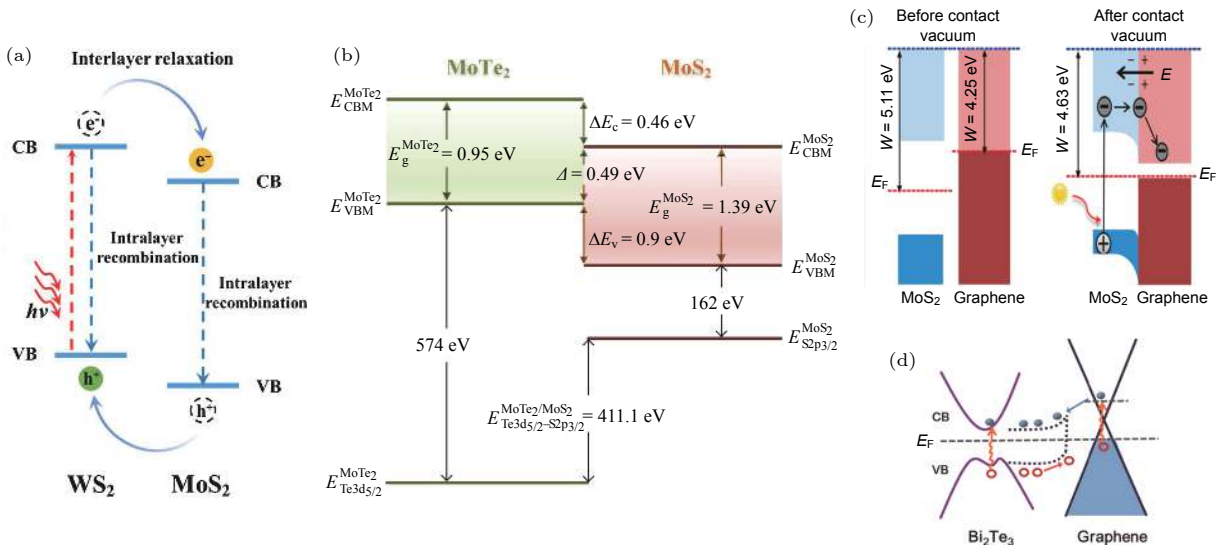 (a)
Interlayer relaxation
e⁻
CB
e⁻
CB
Intralayer
recombination
Intralayer
recombination
hν
VB
h⁺
VB
h⁺
WS₂
MoS₂
(b)
MoTe₂
MoS₂
E_CBM^MoTe₂
ΔE_c = 0.46 eV
E_g^MoTe₂ = 0.95 eV
E_CBM^MoS₂
Δ = 0.49 eV
E_VBM^MoTe₂
E_g^MoS₂ = 1.39 eV
ΔE_v = 0.9 eV
E_VBM^MoS₂
162 eV
574 eV
E_S2p3/2^MoS₂
E_Te3d5/2–S2p3/2^MoTe₂/MoS₂ = 411.1 eV
E_Te3d5/2^MoTe₂
(c)
Before contact
vacuum
After contact
vacuum
W = 5.11 eV
W = 4.25 eV
E_F
E_F
MoS₂
Graphene
W = 4.63 eV
− +
− +
E
− +
−
−
−
E_F
+
MoS₂
Graphene
(d)
CB
E_F
VB
Bi₂Te₃
Graphene